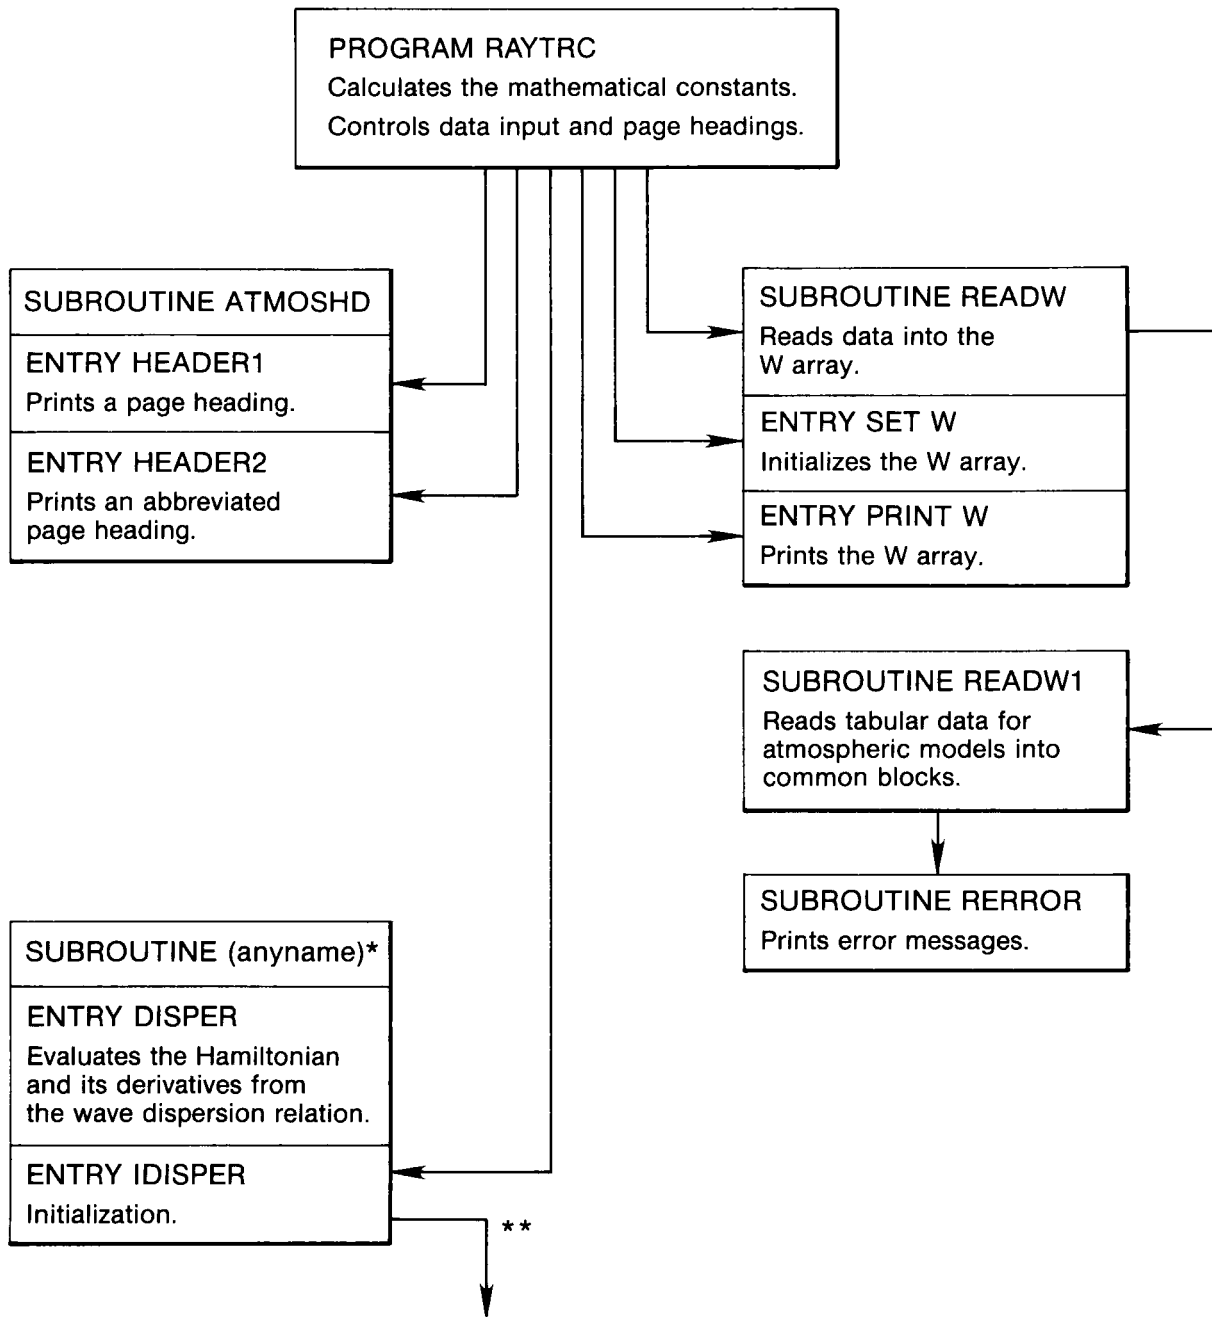 PROGRAM RAYTRC
Calculates the mathematical constants.
Controls data input and page headings.
SUBROUTINE ATMOSHD
ENTRY HEADER1
Prints a page heading.
ENTRY HEADER2
Prints an abbreviated
page heading.
SUBROUTINE READW
Reads data into the
W array.
ENTRY SET W
Initializes the W array.
ENTRY PRINT W
Prints the W array.
SUBROUTINE READW1
Reads tabular data for
atmospheric models into
common blocks.
SUBROUTINE RERROR
Prints error messages.
SUBROUTINE (anyname)*
ENTRY DISPER
Evaluates the Hamiltonian
and its derivatives from
the wave dispersion relation.
ENTRY IDISPER
Initialization.
**